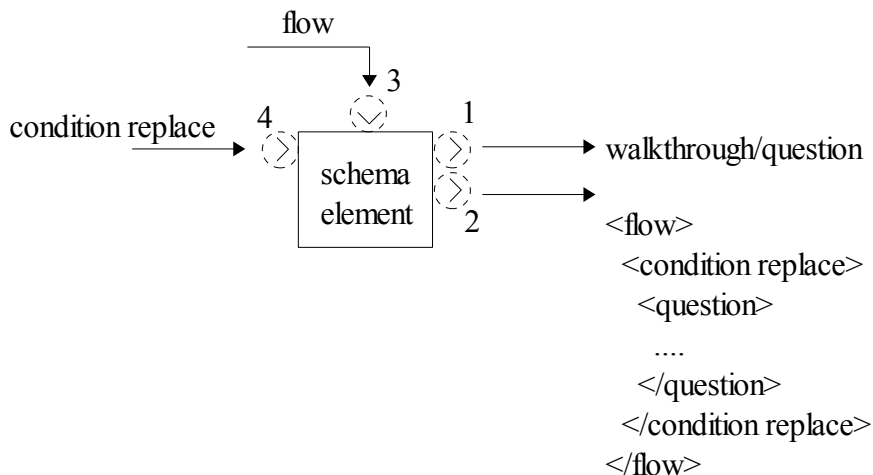 flow
3
condition replace
4
1
walkthrough/question
schema
element
2
<flow>
<condition replace>
<question>
....
</question>
</condition replace>
</flow>